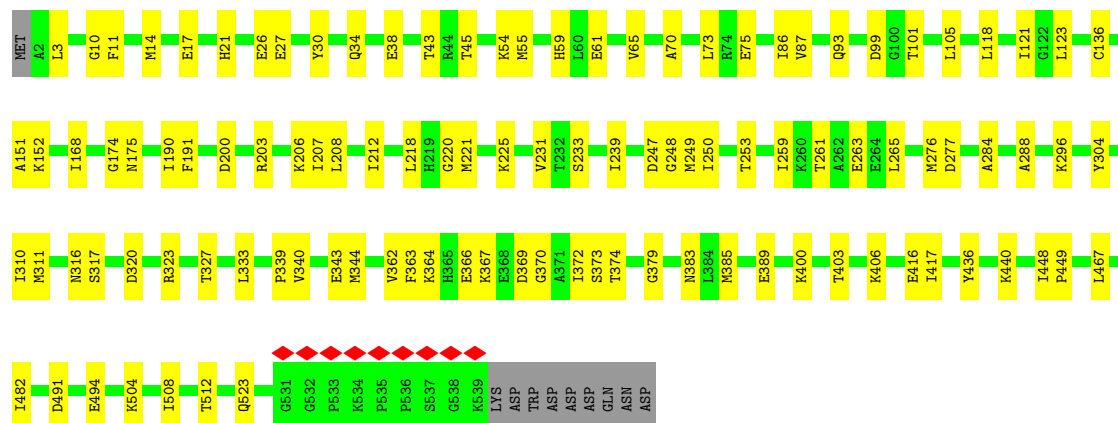 MET A2 L3 G10 F11 M14 E17 H21 E26 E27 Y30 Q34 E38 T43 R44 T45 K54 M55 H59 L60 E61 V65 A70 L73 R74 E75 I86 V87 Q93 D99 G100 T101 L105 L118 I121 G122 L123 C136
A151 K152 I168 G174 N175 I190 F191 D200 R203 K206 I207 L208 I212 L218 H219 G220 M221 K225 V231 T232 S233 I239 D247 G248 M249 I250 T253 I259 K260 T261 A262 E263 E264 L265 M276 D277 A284 A288 K296 Y304
I310 M311 N316 S317 D320 R323 T327 L333 P339 V340 E343 M344 V362 F363 K364 H365 E366 K367 E368 D369 G370 A371 I372 S373 T374 G379 N383 L384 M385 E389 K400 T403 K406 E416 I417 Y436 K440 I448 P449 L467
I482 D491 E494 K504 I508 T512 Q523 G531 G532 P533 K534 P535 P536 S537 G538 K539 LYS ASP TRP ASP ASP ASP GLN ASN ASP